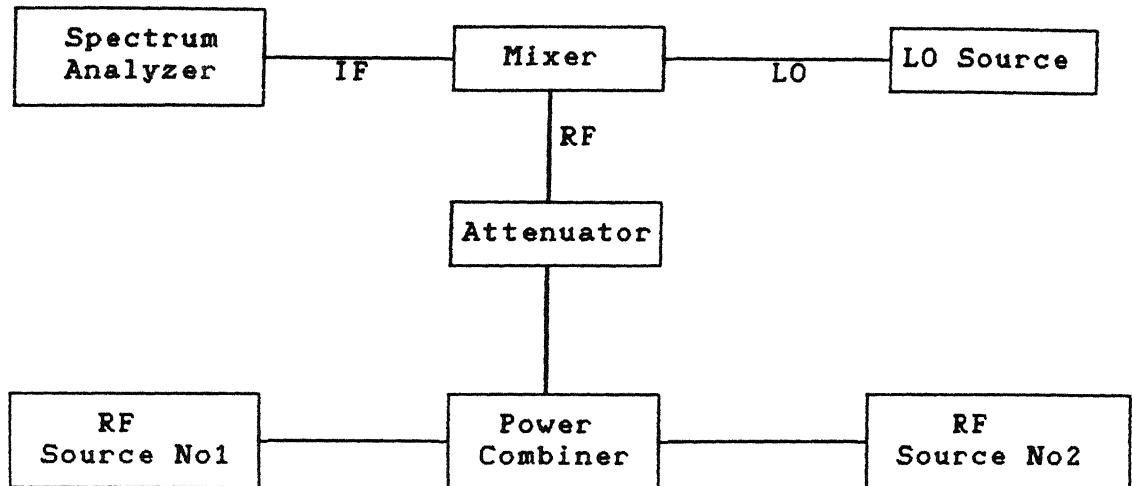 Spectrum
Analyzer
IF
Mixer
LO
LO Source
RF
Attenuator
RF
Source No1
Power
Combiner
RF
Source No2